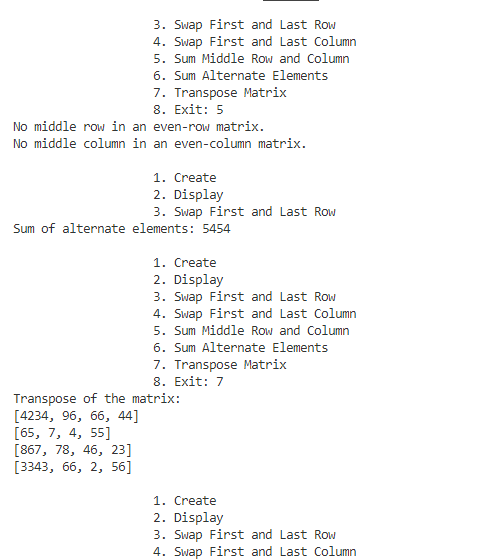 3. Swap First and Last Row
4. Swap First and Last Column
5. Sum Middle Row and Column
6. Sum Alternate Elements
7. Transpose Matrix
8. Exit: 5
No middle row in an even-row matrix.
No middle column in an even-column matrix.
1. Create
2. Display
3. Swap First and Last Row
Sum of alternate elements: 5454
1. Create
2. Display
3. Swap First and Last Row
4. Swap First and Last Column
5. Sum Middle Row and Column
6. Sum Alternate Elements
7. Transpose Matrix
8. Exit: 7
Transpose of the matrix:
[4234, 96, 66, 44]
[65, 7, 4, 55]
[867, 78, 46, 23]
[3343, 66, 2, 56]
1. Create
2. Display
3. Swap First and Last Row
4. Swap First and Last Column